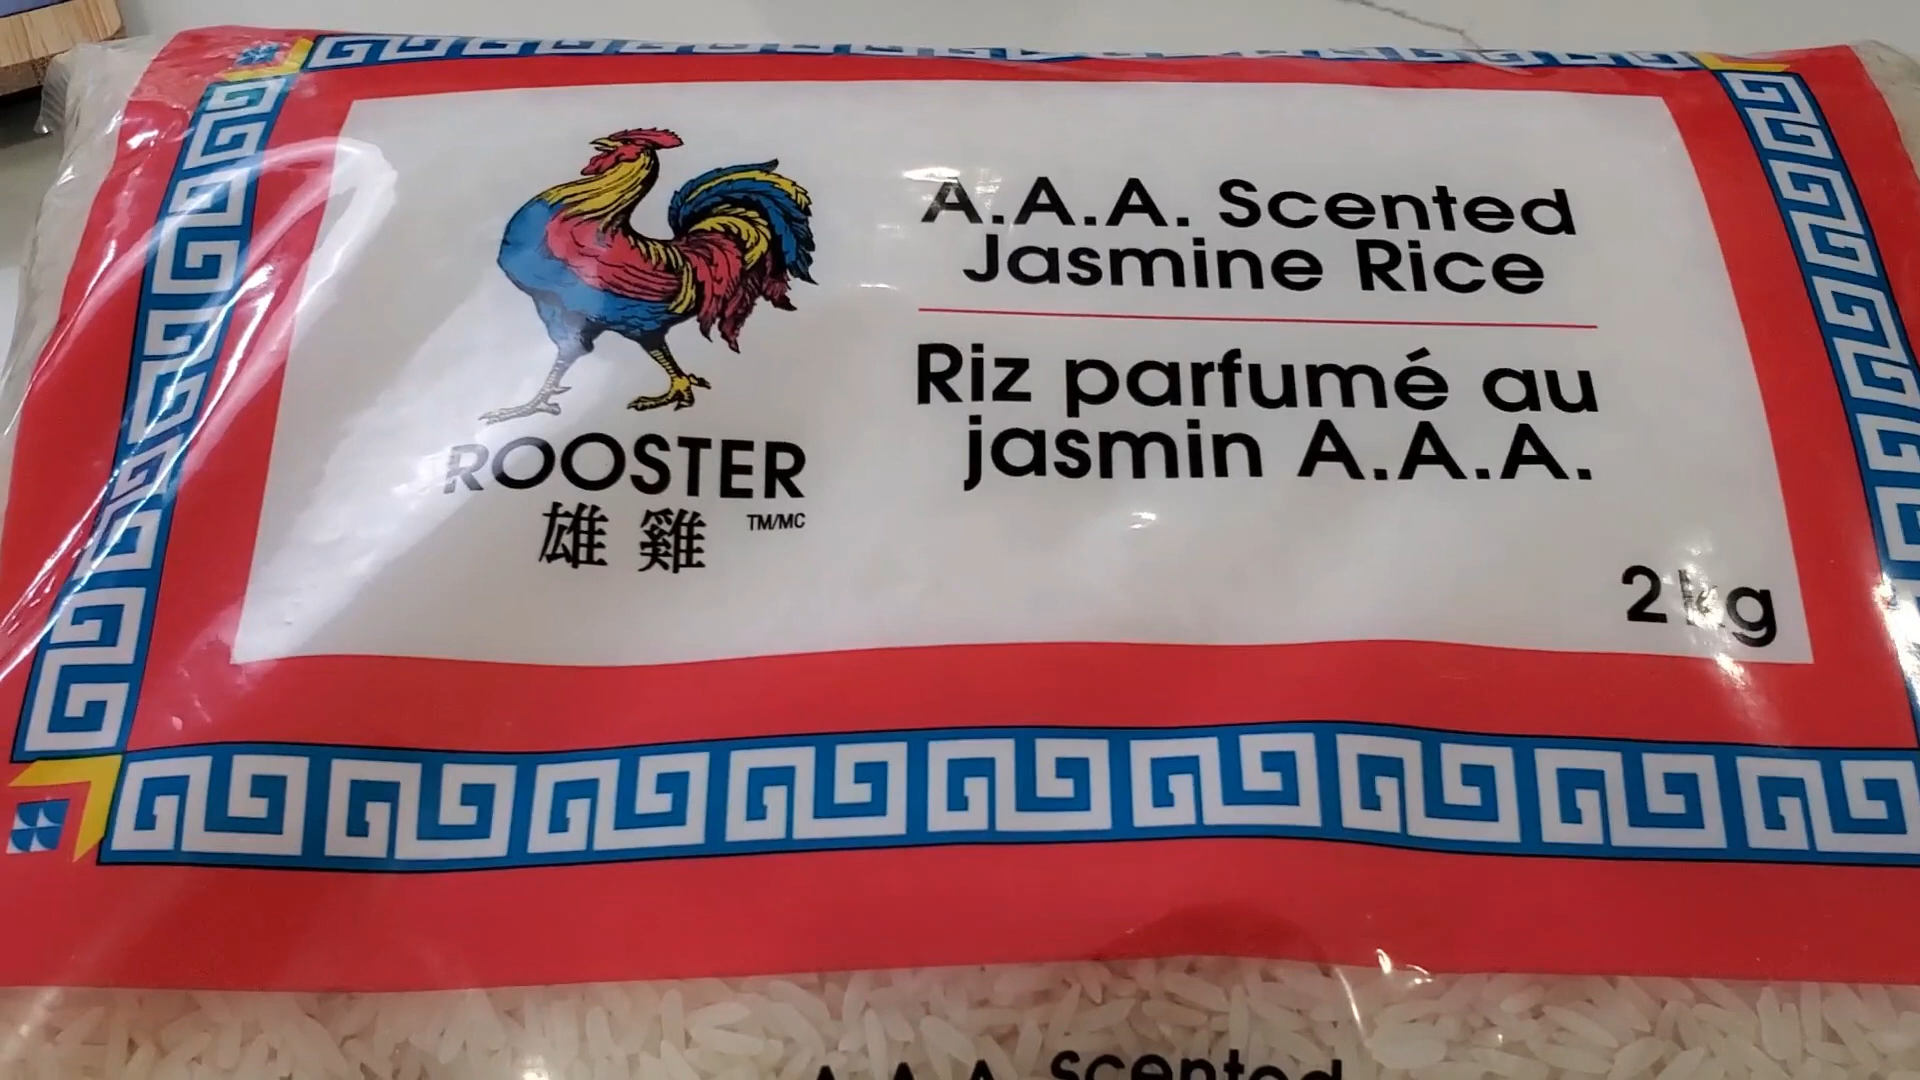 ROOSTER
雄雞
TM/MC
A.A.A. Scented
Jasmine Rice
Riz parfumé au
jasmin A.A.A.
2 kg
A.A.A. scented